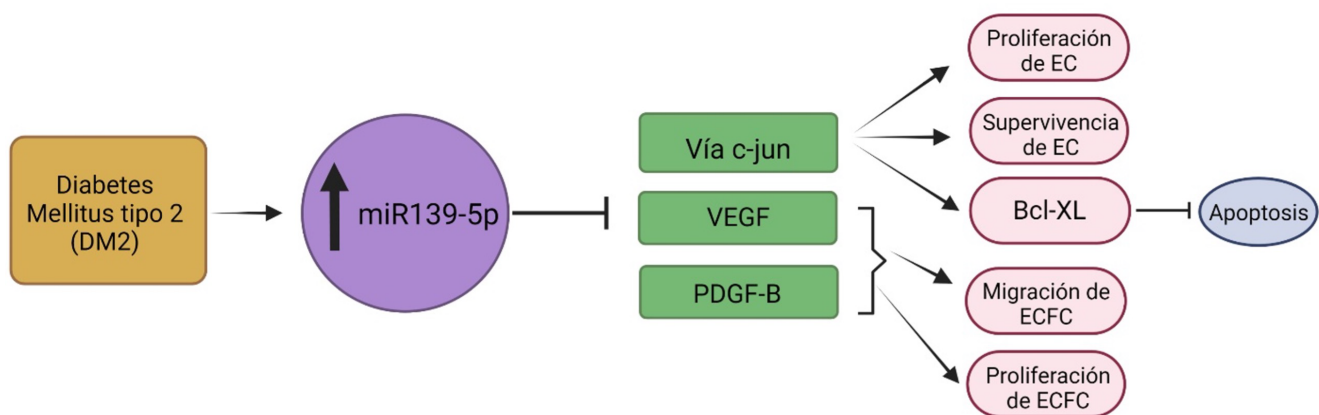 Diabetes
Mellitus tipo 2
(DM2)
miR139-5p
Vía c-jun
VEGF
PDGF-B
Proliferación
de EC
Supervivencia
de EC
Bcl-XL
Apoptosis
Migración de
ECFC
Proliferación
de ECFC